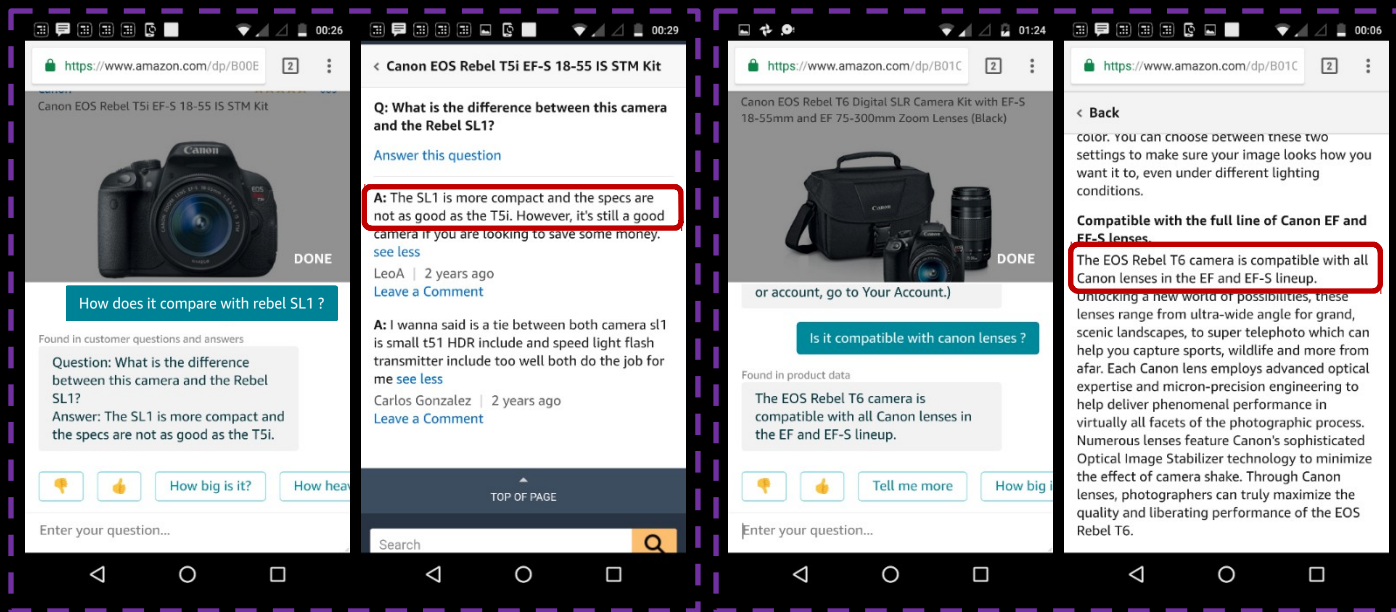 00:26
https://www.amazon.com/dp/B00E
2
Canon EOS Rebel T5i EF-S 18-55 IS STM Kit
Canon
DONE
How does it compare with rebel SL1 ?
Found in customer questions and answers
Question: What is the difference
between this camera and the Rebel
SL1?
Answer: The SL1 is more compact and
the specs are not as good as the T5i.
How big is it?
How heav
Enter your question...
00:29
Canon EOS Rebel T5i EF-S 18-55 IS STM Kit
Q: What is the difference between this camera
and the Rebel SL1?
Answer this question
A: The SL1 is more compact and the specs are
not as good as the T5i. However, it's still a good
camera if you are looking to save some money.
see less
LeoA | 2 years ago
Leave a Comment
A: I wanna said is a tie between both camera sl1
is small t51 HDR include and speed light flash
transmitter include too well both do the job for
me see less
Carlos Gonzalez | 2 years ago
Leave a Comment
TOP OF PAGE
Search
01:24
https://www.amazon.com/dp/B01C
2
Canon EOS Rebel T6 Digital SLR Camera Kit with EF-S
18-55mm and EF 75-300mm Zoom Lenses (Black)
Canon
DONE
or account, go to Your Account.)
Is it compatible with canon lenses ?
Found in product data
The EOS Rebel T6 camera is
compatible with all Canon lenses in
the EF and EF-S lineup.
Tell me more
How big i
Enter your question...
00:06
https://www.amazon.com/dp/B01C
2
Back
color. You can choose between these two
settings to make sure your image looks how you
want it to, even under different lighting
conditions.
Compatible with the full line of Canon EF and
EF-S lenses.
The EOS Rebel T6 camera is compatible with all
Canon lenses in the EF and EF-S lineup.
Unlocking a new world of possibilities, these
lenses range from ultra-wide angle for grand,
scenic landscapes, to super telephoto which can
help you capture sports, wildlife and more from
afar. Each Canon lens employs advanced optical
expertise and micron-precision engineering to
help deliver phenomenal performance in
virtually all facets of the photographic process.
Numerous lenses feature Canon's sophisticated
Optical Image Stabilizer technology to minimize
the effect of camera shake. Through Canon
lenses, photographers can truly maximize the
quality and liberating performance of the EOS
Rebel T6.